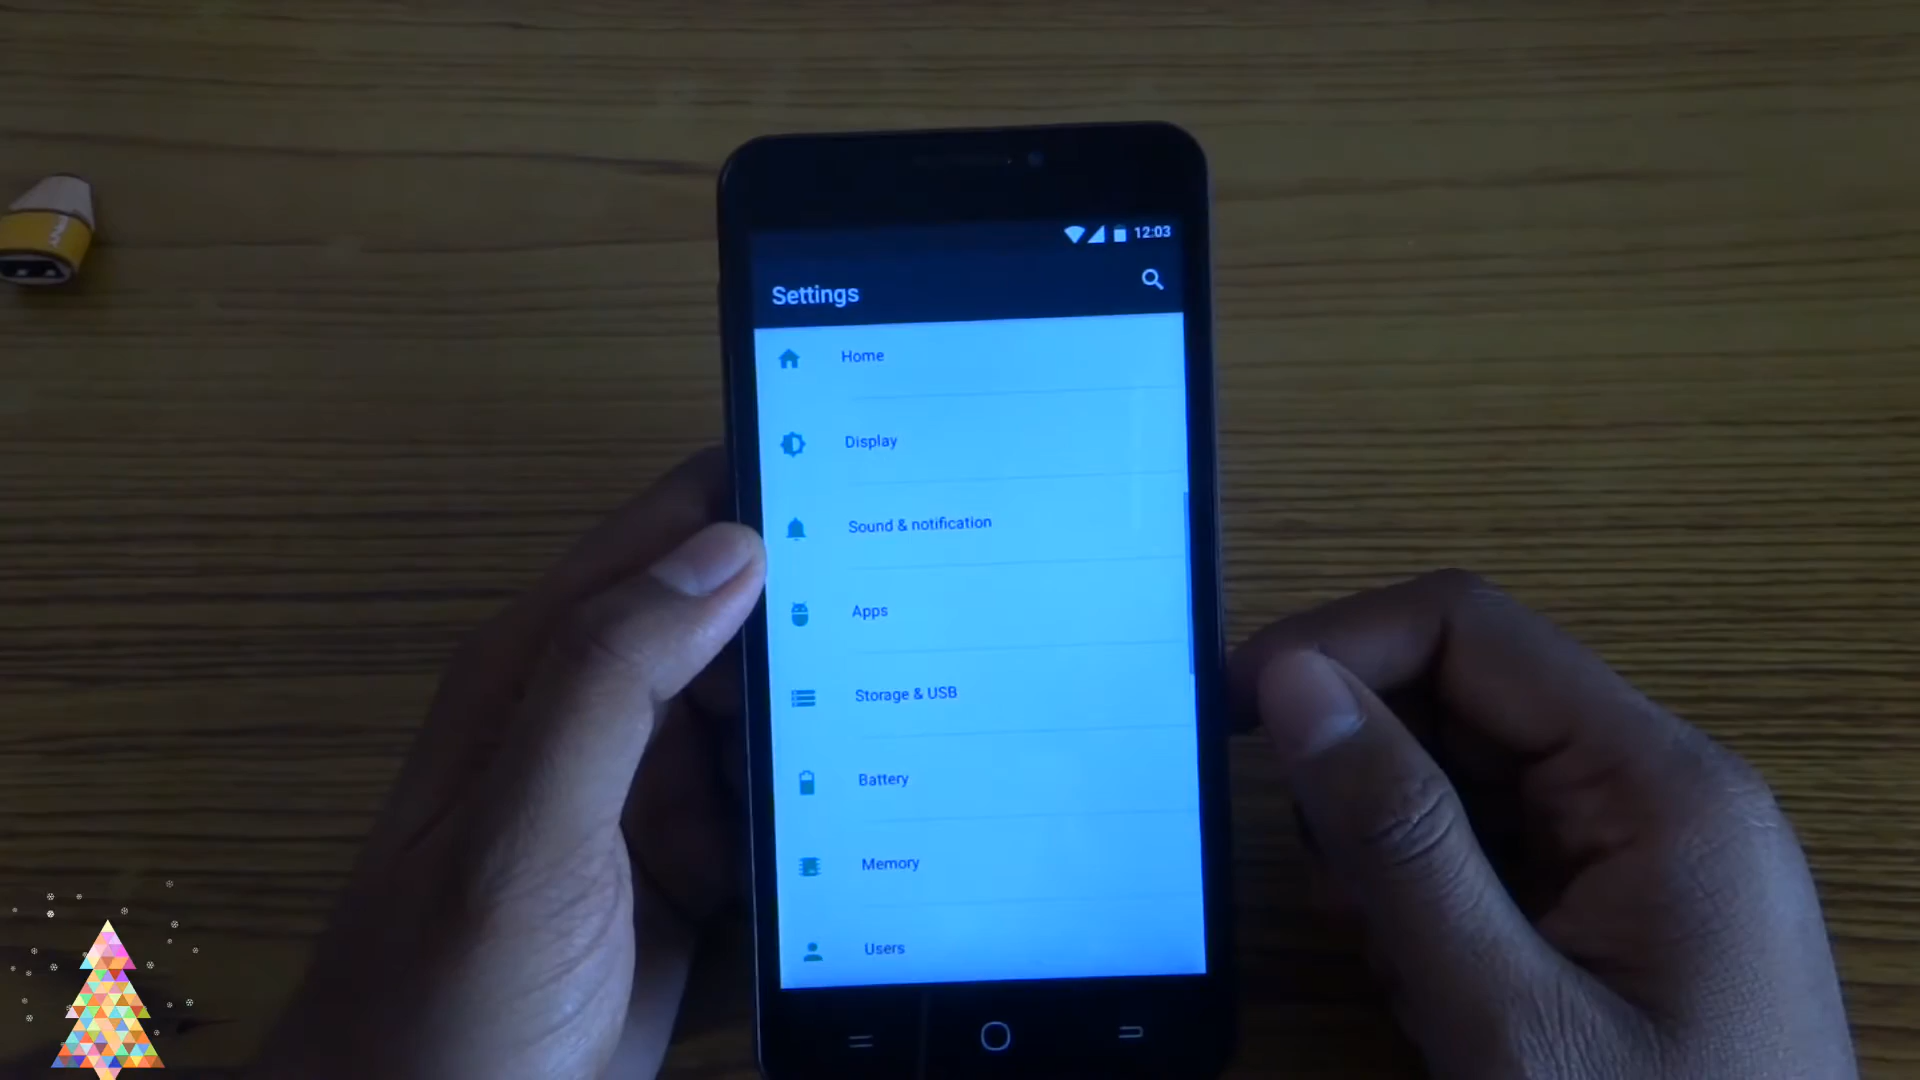 12:03
Settings
Home
Display
Sound & notification
Apps
Storage & USB
Battery
Memory
Users